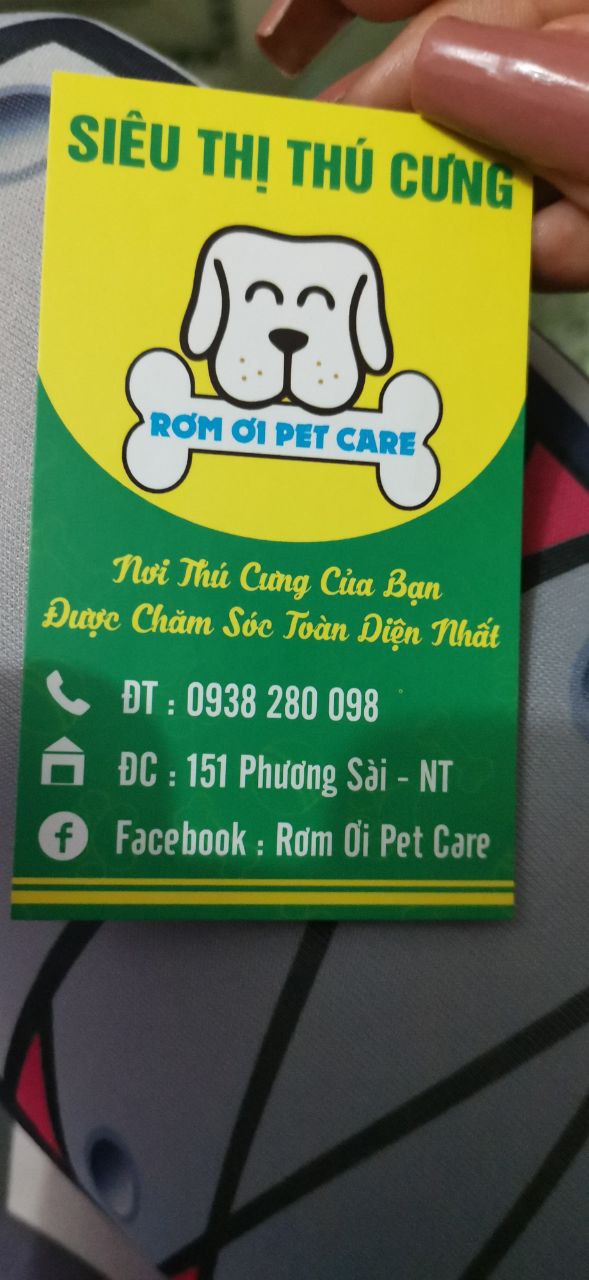 SIÊU THỊ THÚ CƯNG
RƠM ƠI PET CARE
Nơi Thú Cưng Của Bạn
Được Chăm Sóc Toàn Diện Nhất
ĐT : 0938 280 098
ĐC : 151 Phương Sài - NT
f Facebook : Rơm Ơi Pet Care